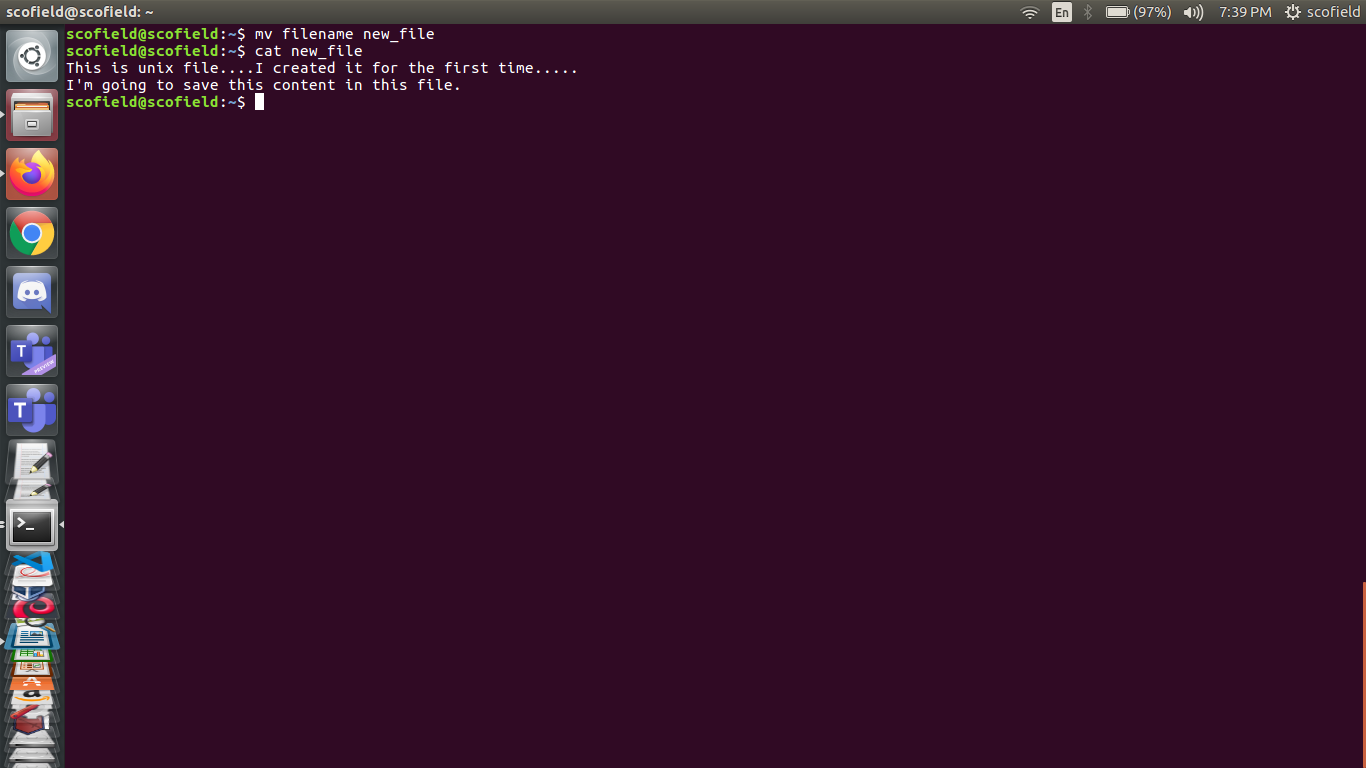 scofield@scofield: ~
En
(97%)
7:39 PM
scofield
scofield@scofield:~$ mv filename new_file
scofield@scofield:~$ cat new_file
This is unix file....I created it for the first time.....
I'm going to save this content in this file.
scofield@scofield:~$
T
PREVIEW
T
>_
a